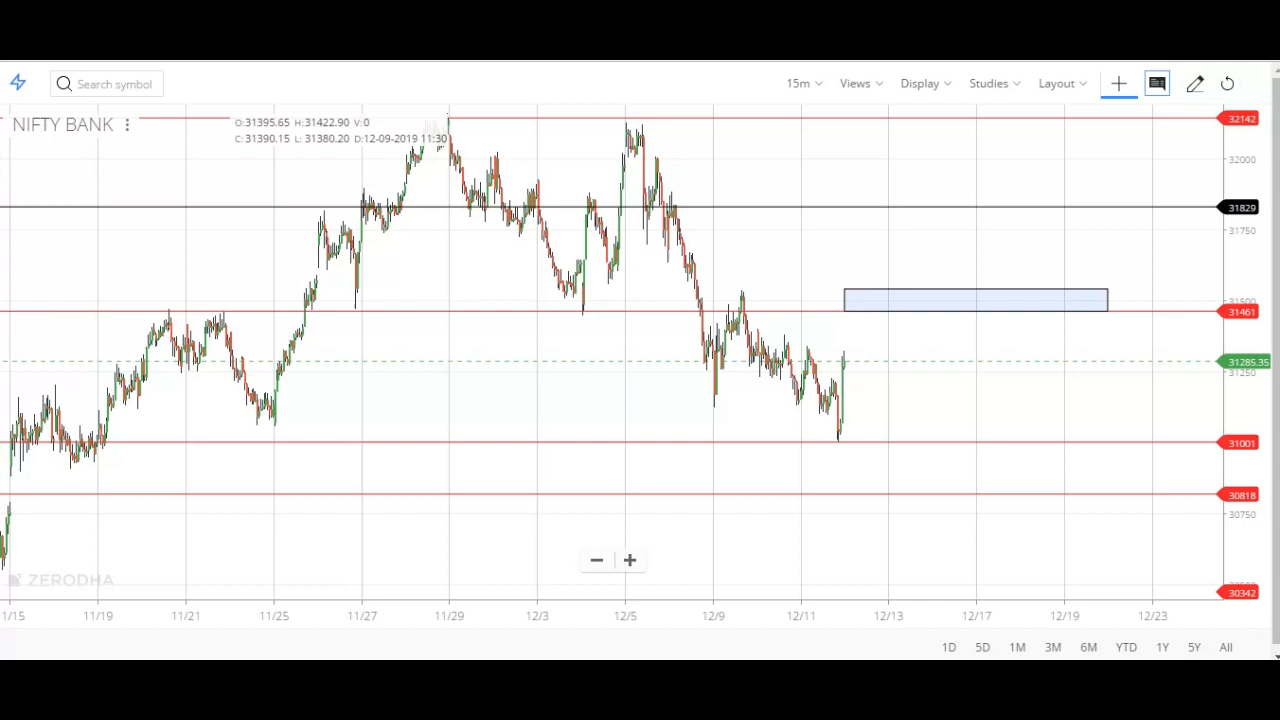 Search symbol
15m Views Display Studies Layout
NIFTY BANK
O:31395.65 H:31422.90 V:0
C:31390.15 L:31380.20 D:12-09-2019 11:30
32142
32000
31829
31750
31500
31461
31285.35
31250
31001
30818
30750
30342
ZERODHA
1/15 11/19 11/21 11/25 11/27 11/29 12/3 12/5 12/9 12/11 12/13 12/17 12/19 12/23
1D 5D 1M 3M 6M YTD 1Y 5Y All